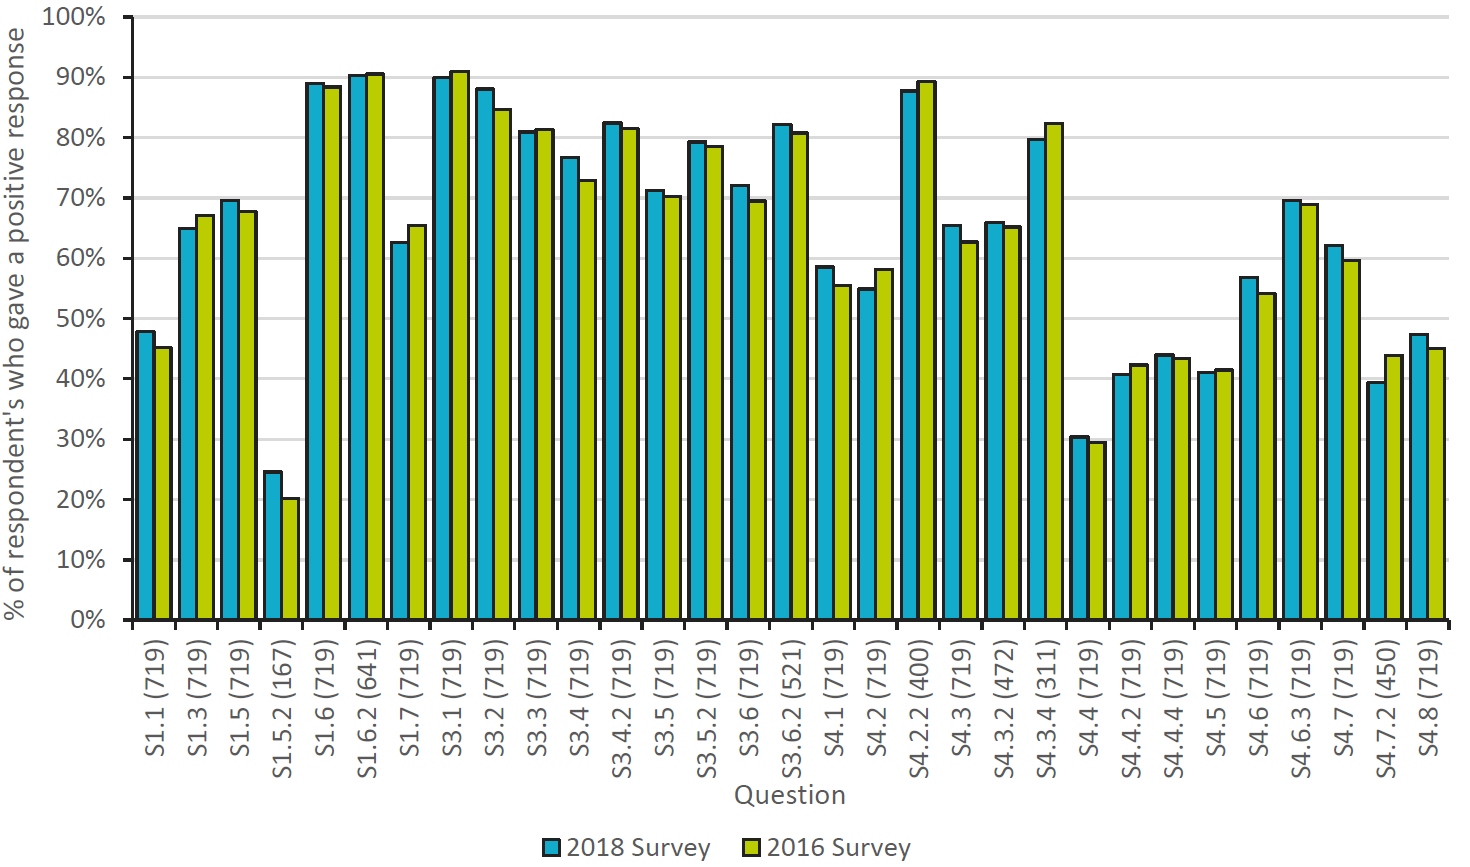 % of respondent's who gave a positive response
100%
90%
80%
70%
60%
50%
40%
30%
20%
10%
0%
S1.1 (719)
S1.3 (719)
S1.5 (719)
S1.5.2 (167)
S1.6 (719)
S1.6.2 (641)
S1.7 (719)
S3.1 (719)
S3.2 (719)
S3.3 (719)
S3.4 (719)
S3.4.2 (719)
S3.5 (719)
S3.5.2 (719)
S3.6 (719)
S3.6.2 (521)
S4.1 (719)
S4.2 (719)
S4.2.2 (400)
S4.3 (719)
S4.3.2 (472)
S4.3.4 (311)
S4.4 (719)
S4.4.2 (719)
S4.4.4 (719)
S4.5 (719)
S4.6 (719)
S4.6.3 (719)
S4.7 (719)
S4.7.2 (450)
S4.8 (719)
Question
2018 Survey
2016 Survey